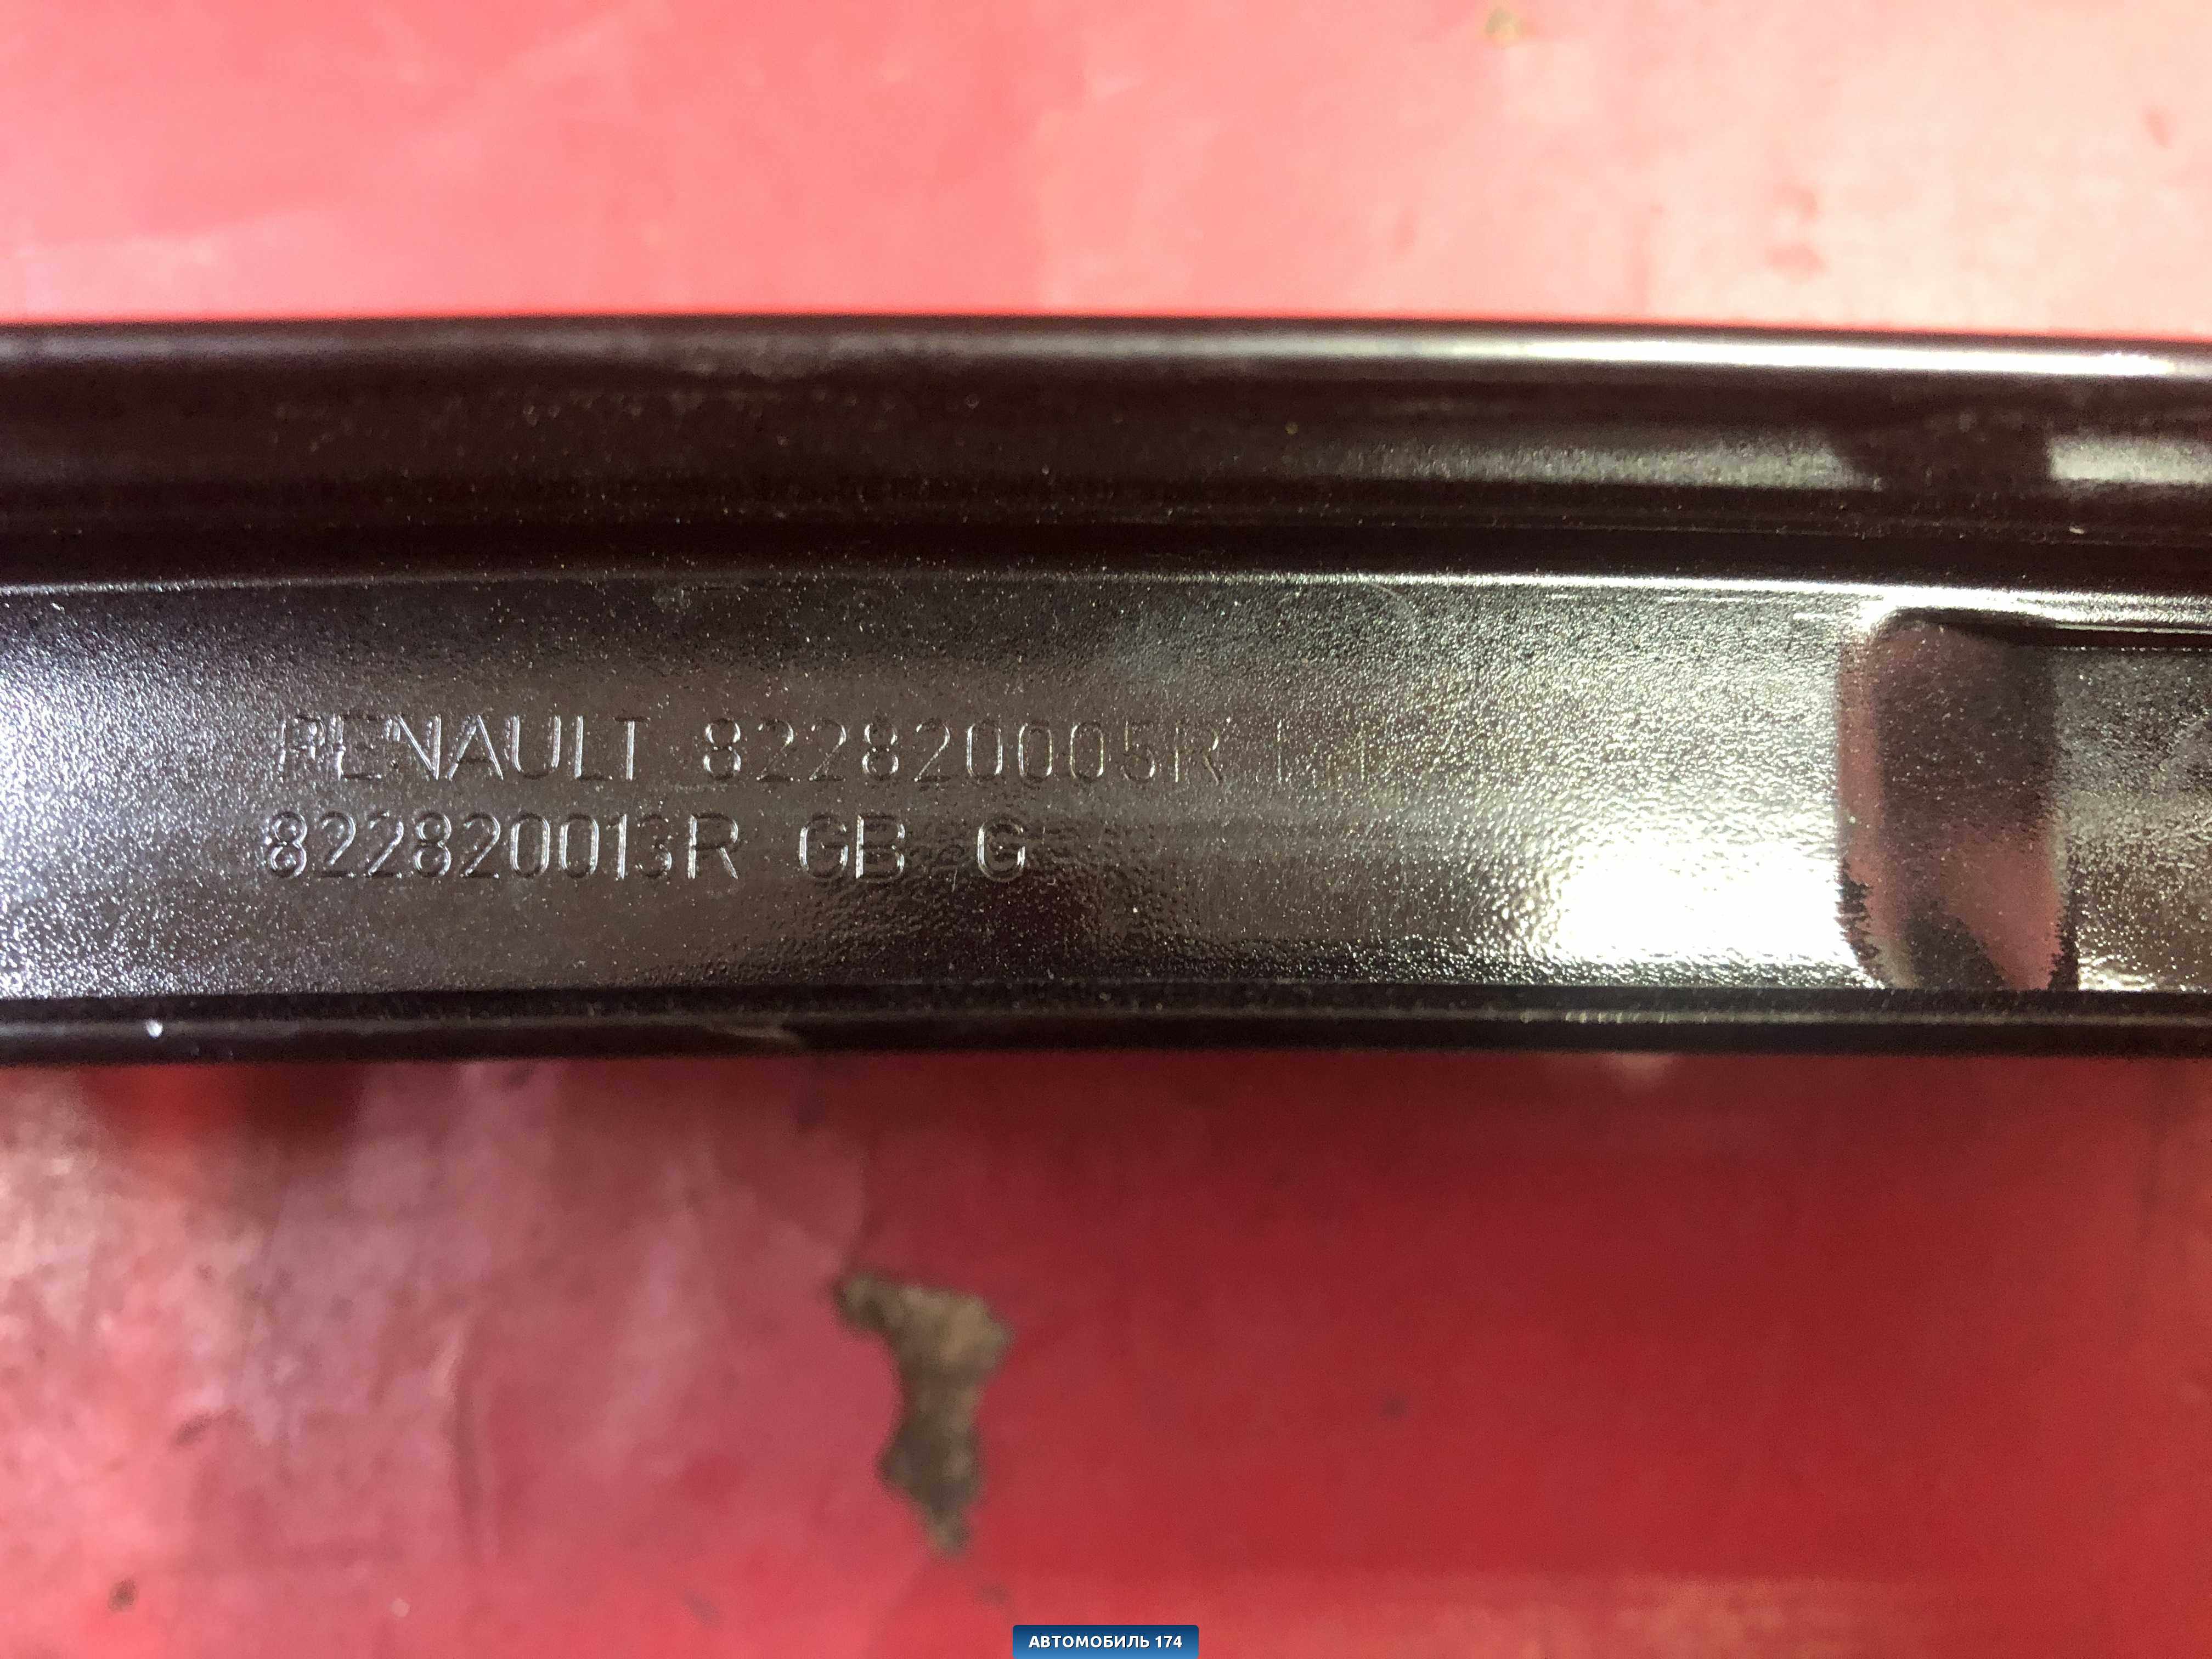 RENAULT 822820005R
822820013R GB G
АВТОМОБИЛЬ 174